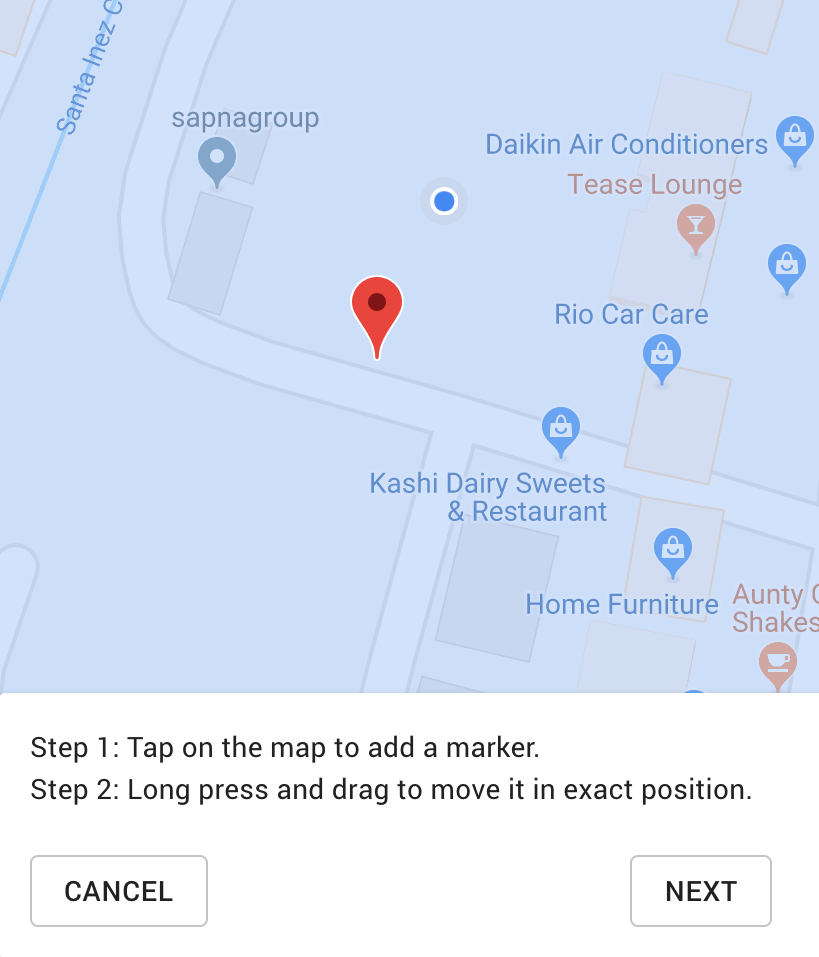 Santa Inez
sapnagroup
Daikin Air Conditioners
Tease Lounge
Rio Car Care
Kashi Dairy Sweets
& Restaurant
Home Furniture
Aunty
Shakes
Step 1: Tap on the map to add a marker.
Step 2: Long press and drag to move it in exact position.
CANCEL
NEXT